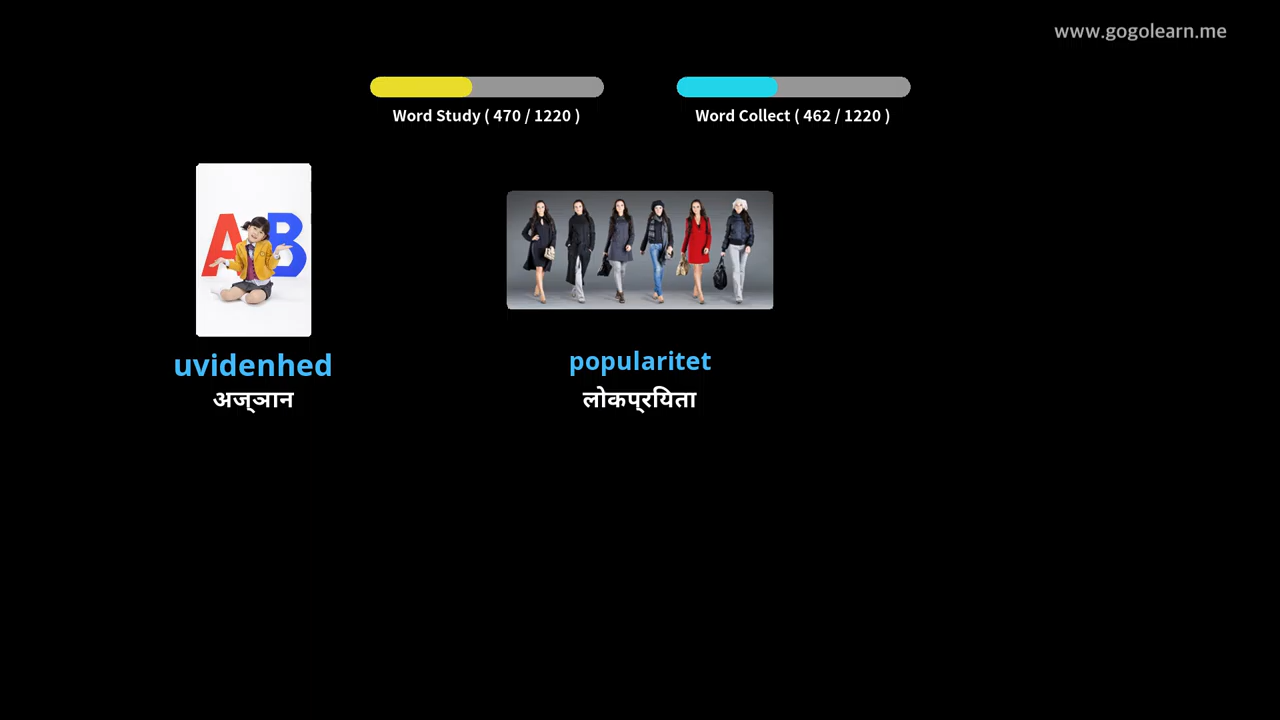 www.gogolearn.me
Word Study ( 470 / 1220 )
Word Collect ( 462 / 1220 )
A B
uvidenhed
popularitet
अज्ञान
लोकप्रियता